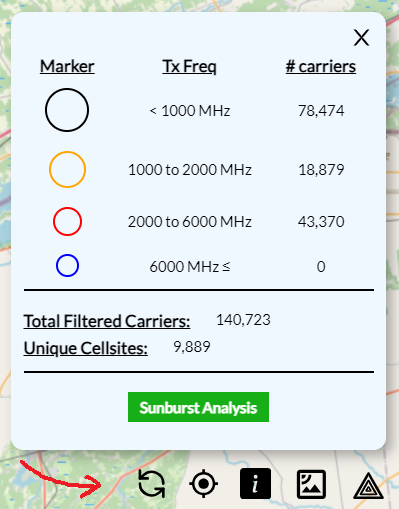 X
Marker Tx Freq # carriers
< 1000 MHz 78,474
1000 to 2000 MHz 18,879
2000 to 6000 MHz 43,370
6000 MHz ≤ 0
Total Filtered Carriers: 140,723
Unique Cellsites: 9,889
Sunburst Analysis
i